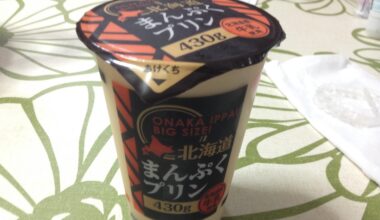 北海道
まんぷく
プリン
430g
あけくち
ONAKA IPPAI
BIG SIZE!
北海道
まんぷく
プリン
430g